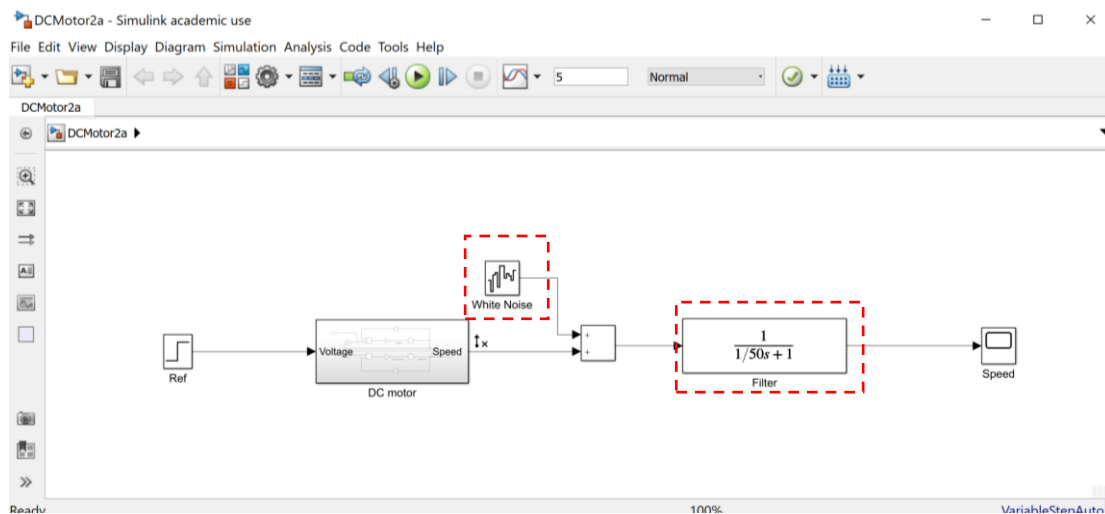 DCMotor2a - Simulink academic use
File Edit View Display Diagram Simulation Analysis Code Tools Help
5 Normal
DCMotor2a
DCMotor2a
White Noise
+
+
Ref
Voltage Speed
DC motor
x
1
1/50s + 1
Filter
Speed
Ready 100% VariableStepAuto